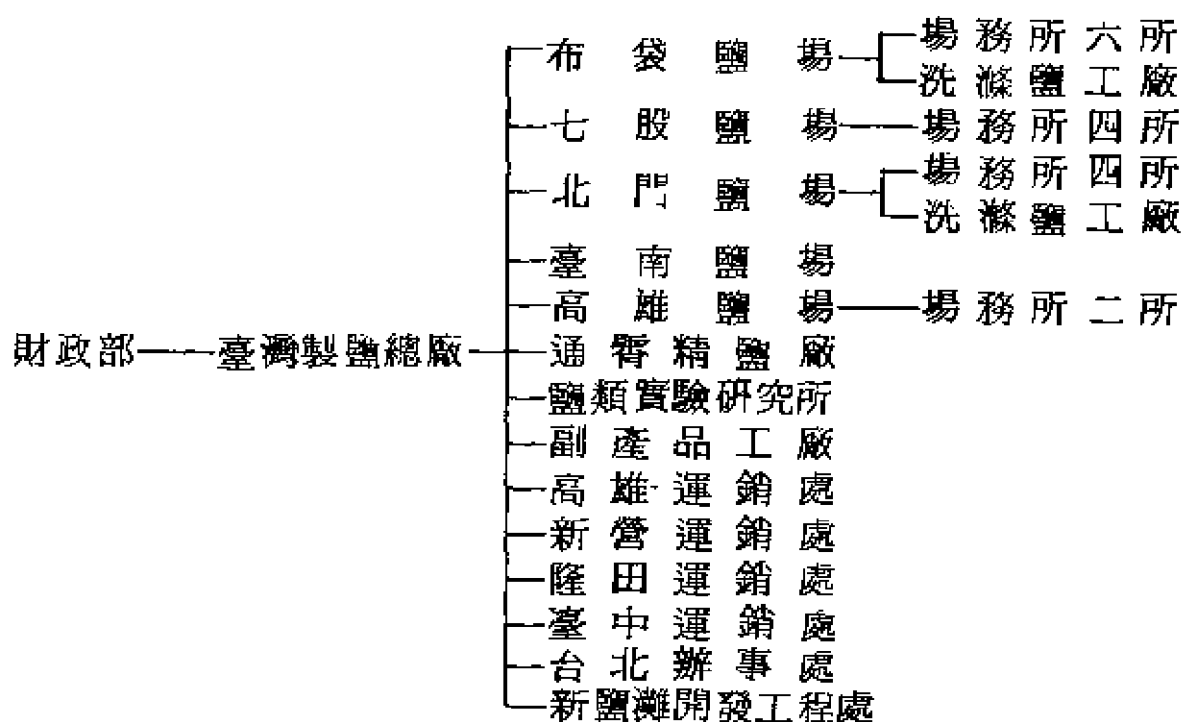 布袋鹽場
場務所六所
洗滌鹽工廠
七股鹽場
場務所四所
北門鹽場
場務所四所
洗滌鹽工廠
臺南鹽場
高雄鹽場
場務所二所
財政部
臺灣製鹽總廠
通霄精鹽廠
鹽類實驗研究所
副產品工廠
高雄運銷處
新營運銷處
隆田運銷處
臺中運銷處
台北辦事處
新鹽灘開發工程處